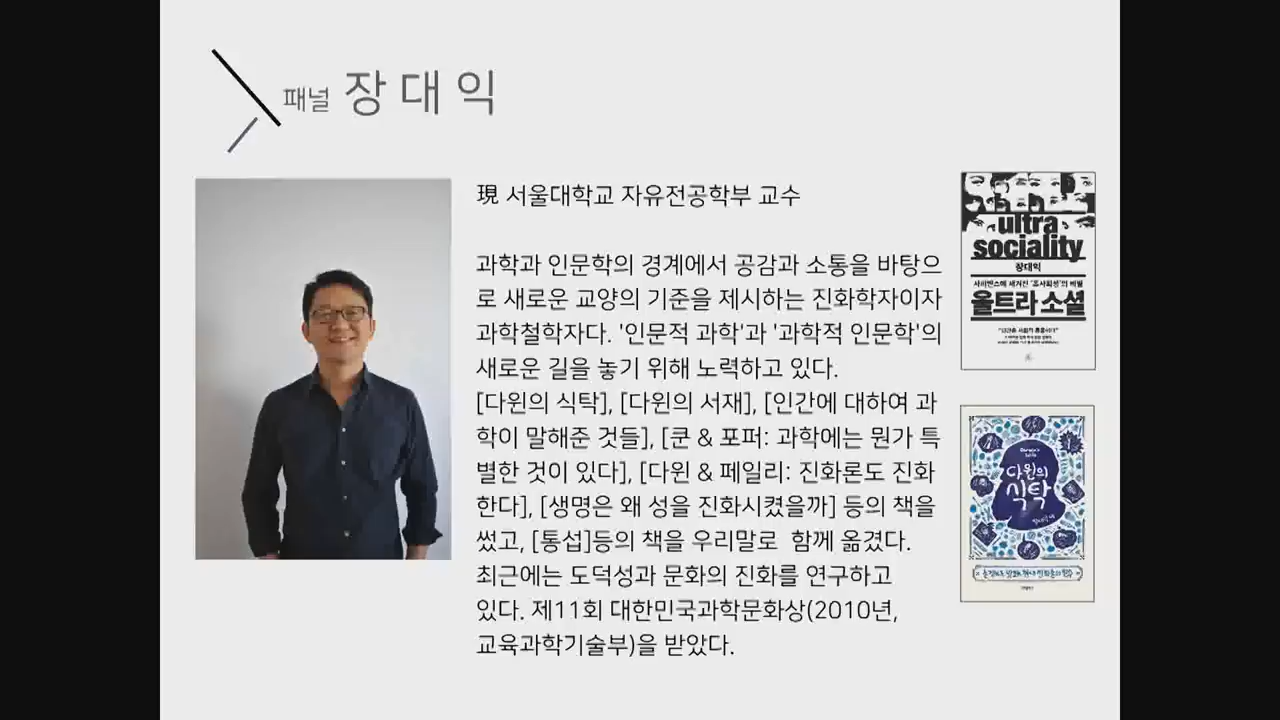 패널 장대익
現 서울대학교 자유전공학부 교수
과학과 인문학의 경계에서 공감과 소통을 바탕으
로 새로운 교양의 기준을 제시하는 진화학자이자
과학철학자다. '인문적 과학'과 '과학적 인문학'의
새로운 길을 놓기 위해 노력하고 있다.
[다윈의 식탁], [다윈의 서재], [인간에 대하여 과
학이 말해준 것들], [쿤 & 포퍼: 과학에는 뭔가 특
별한 것이 있다], [다윈 & 페일리: 진화론도 진화
한다], [생명은 왜 성을 진화시켰을까] 등의 책을
썼고, [통섭]등의 책을 우리말로 함께 옮겼다.
최근에는 도덕성과 문화의 진화를 연구하고
있다. 제11회 대한민국과학문화상(2010년,
교육과학기술부)을 받았다.
ultra
sociality
장대익
울트라 소셜
다윈의
식탁